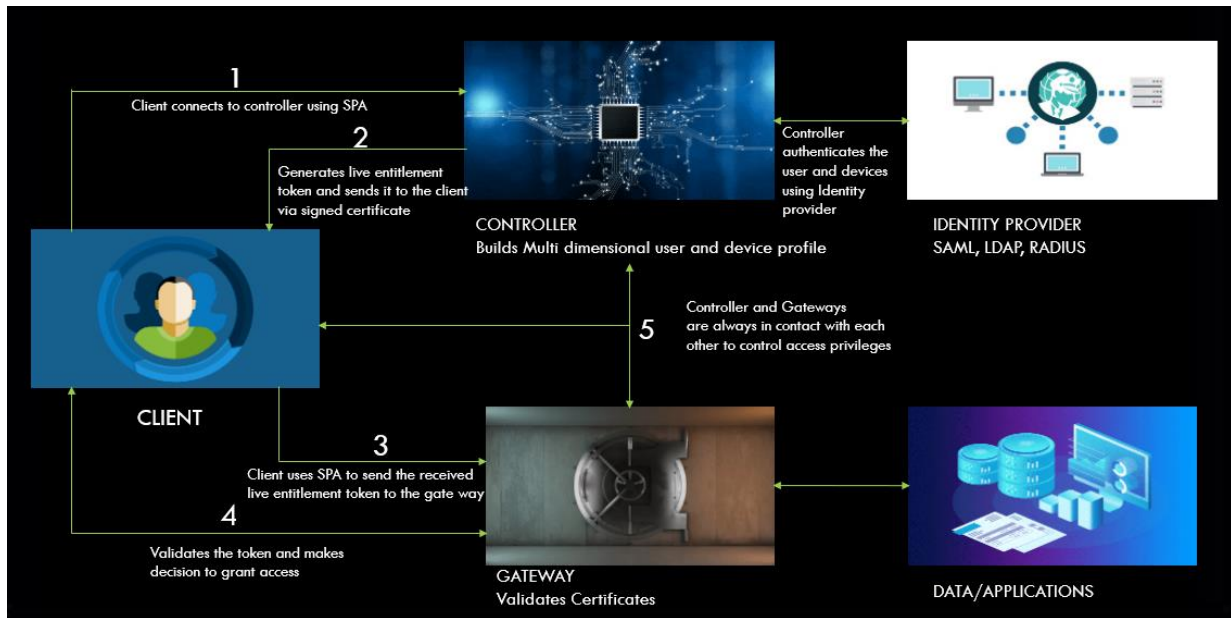 1
Client connects to controller using SPA
2
Generates live entitlement
token and sends it to the client
via signed certificate
Controller
authenticates the
user and devices
using Identity
provider
CONTROLLER
Builds Multi dimensional user and device profile
IDENTITY PROVIDER
SAML, LDAP, RADIUS
5
Controller and Gateways
are always in contact with each
other to control access privileges
CLIENT
3
Client uses SPA to send the received
live entitlement token to the gate way
4
Validates the token and makes
decision to grant access
GATEWAY
Validates Certificates
DATA/APPLICATIONS